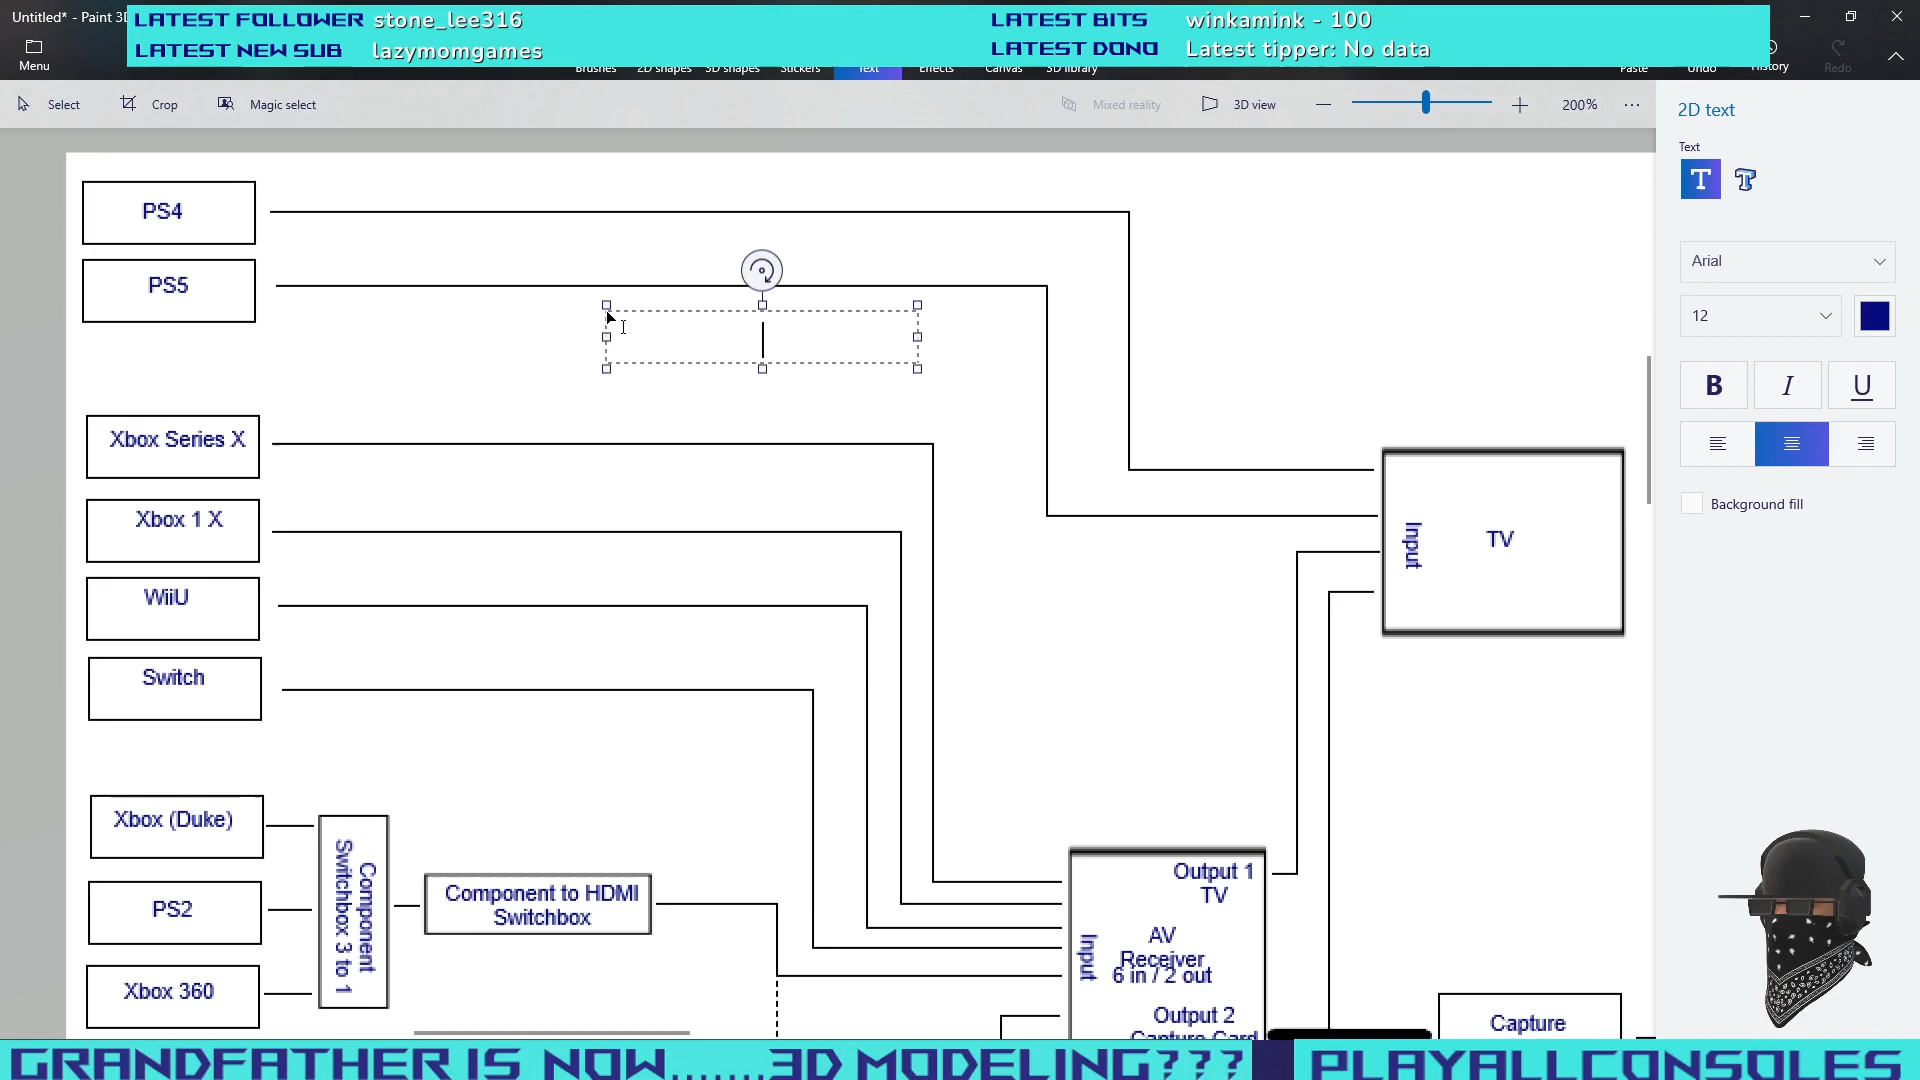 Untitled* - Paint 3D
LATEST FOLLOWER stone_lee316
LATEST BITS winkamink - 100
LATEST NEW SUB lazymomgames
LATEST DONO Latest tipper: No data
Menu
Brushes 2D shapes 3D shapes Stickers Text Effects Canvas 3D library Paste Undo History Redo
Select Crop Magic select Mixed reality 3D view 200%
2D text
Text
T T
Arial
12
B I U
Background fill
PS4
PS5
Xbox Series X
Xbox 1 X
WiiU
Switch
Input
TV
Xbox (Duke)
PS2
Xbox 360
Component
Switchbox 3 to 1
Component to HDMI
Switchbox
Output 1
TV
Input
AV
Receiver
6 in / 2 out
Output 2
Capture Card
Capture
GRANDFATHER IS NOW.......3D MODELING???
PLAYALLCONSOLES